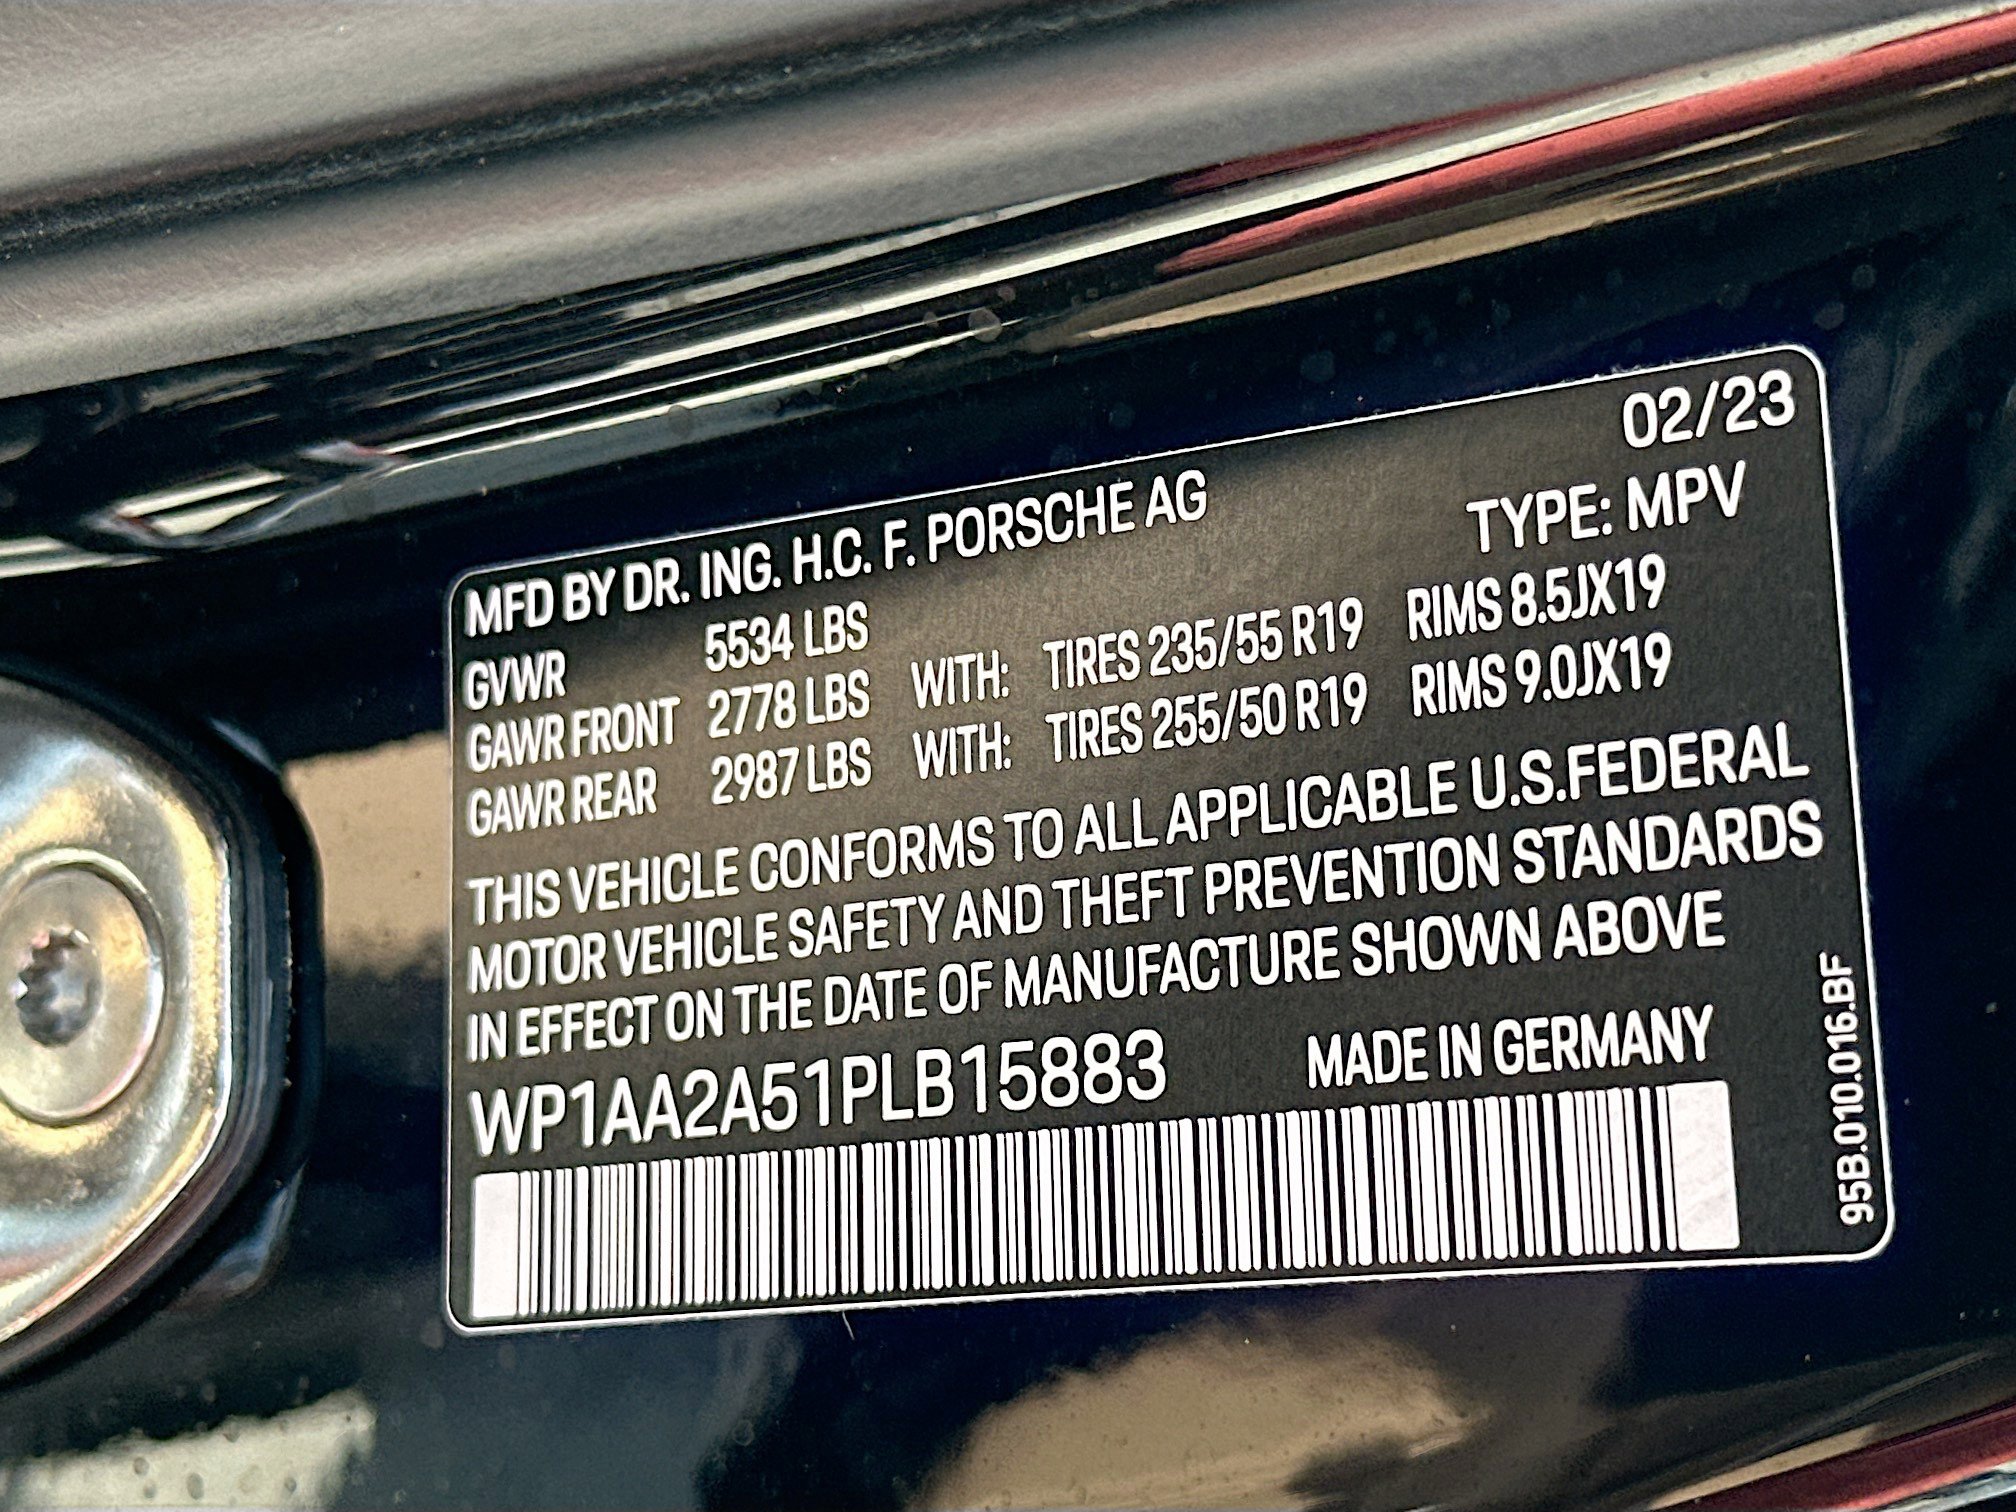 02/23
MFD BY DR. ING. H.C. F. PORSCHE AG
TYPE: MPV
GVWR 5534 LBS
GAWR FRONT 2778 LBS WITH: TIRES 235/55 R19 RIMS 8.5JX19
GAWR REAR 2987 LBS WITH: TIRES 255/50 R19 RIMS 9.0JX19
THIS VEHICLE CONFORMS TO ALL APPLICABLE U.S.FEDERAL
MOTOR VEHICLE SAFETY AND THEFT PREVENTION STANDARDS
IN EFFECT ON THE DATE OF MANUFACTURE SHOWN ABOVE
WP1AA2A51PLB15883 MADE IN GERMANY
95B.010.016.BF